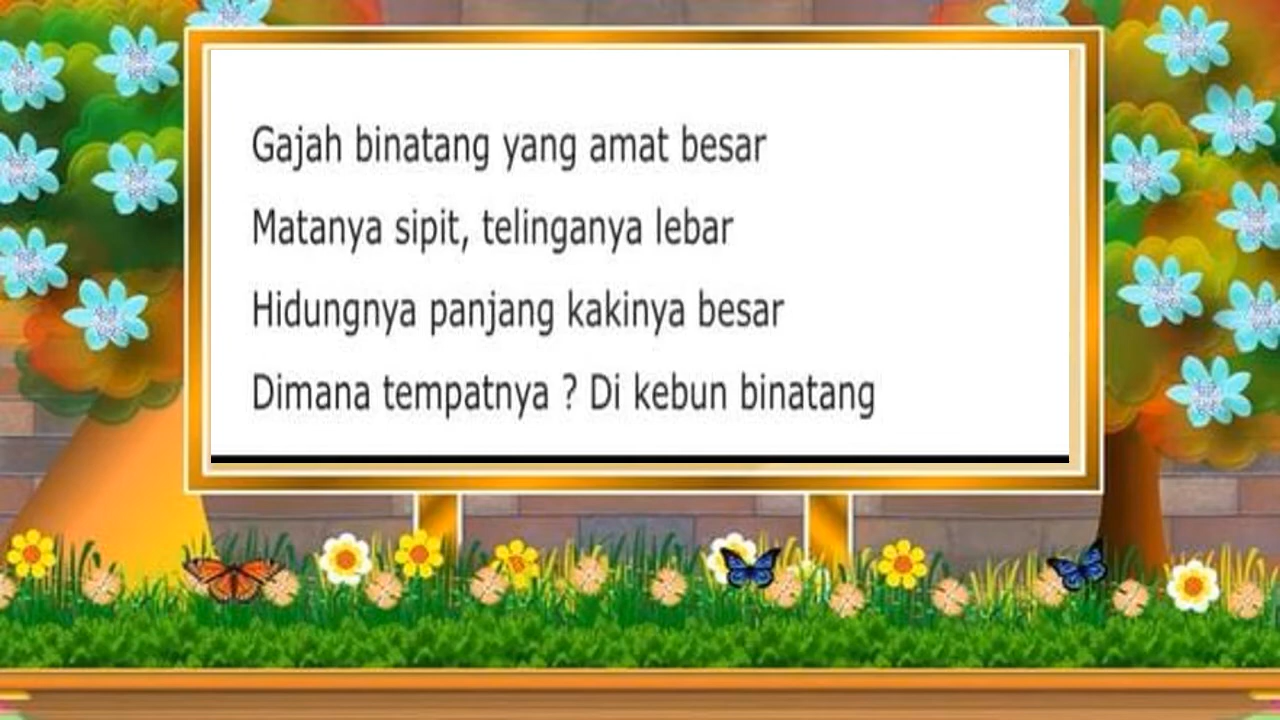 Gajah binatang yang amat besar
Matanya sipit, telinganya lebar
Hidungnya panjang kakinya besar
Dimana tempatnya ? Di kebun binatang